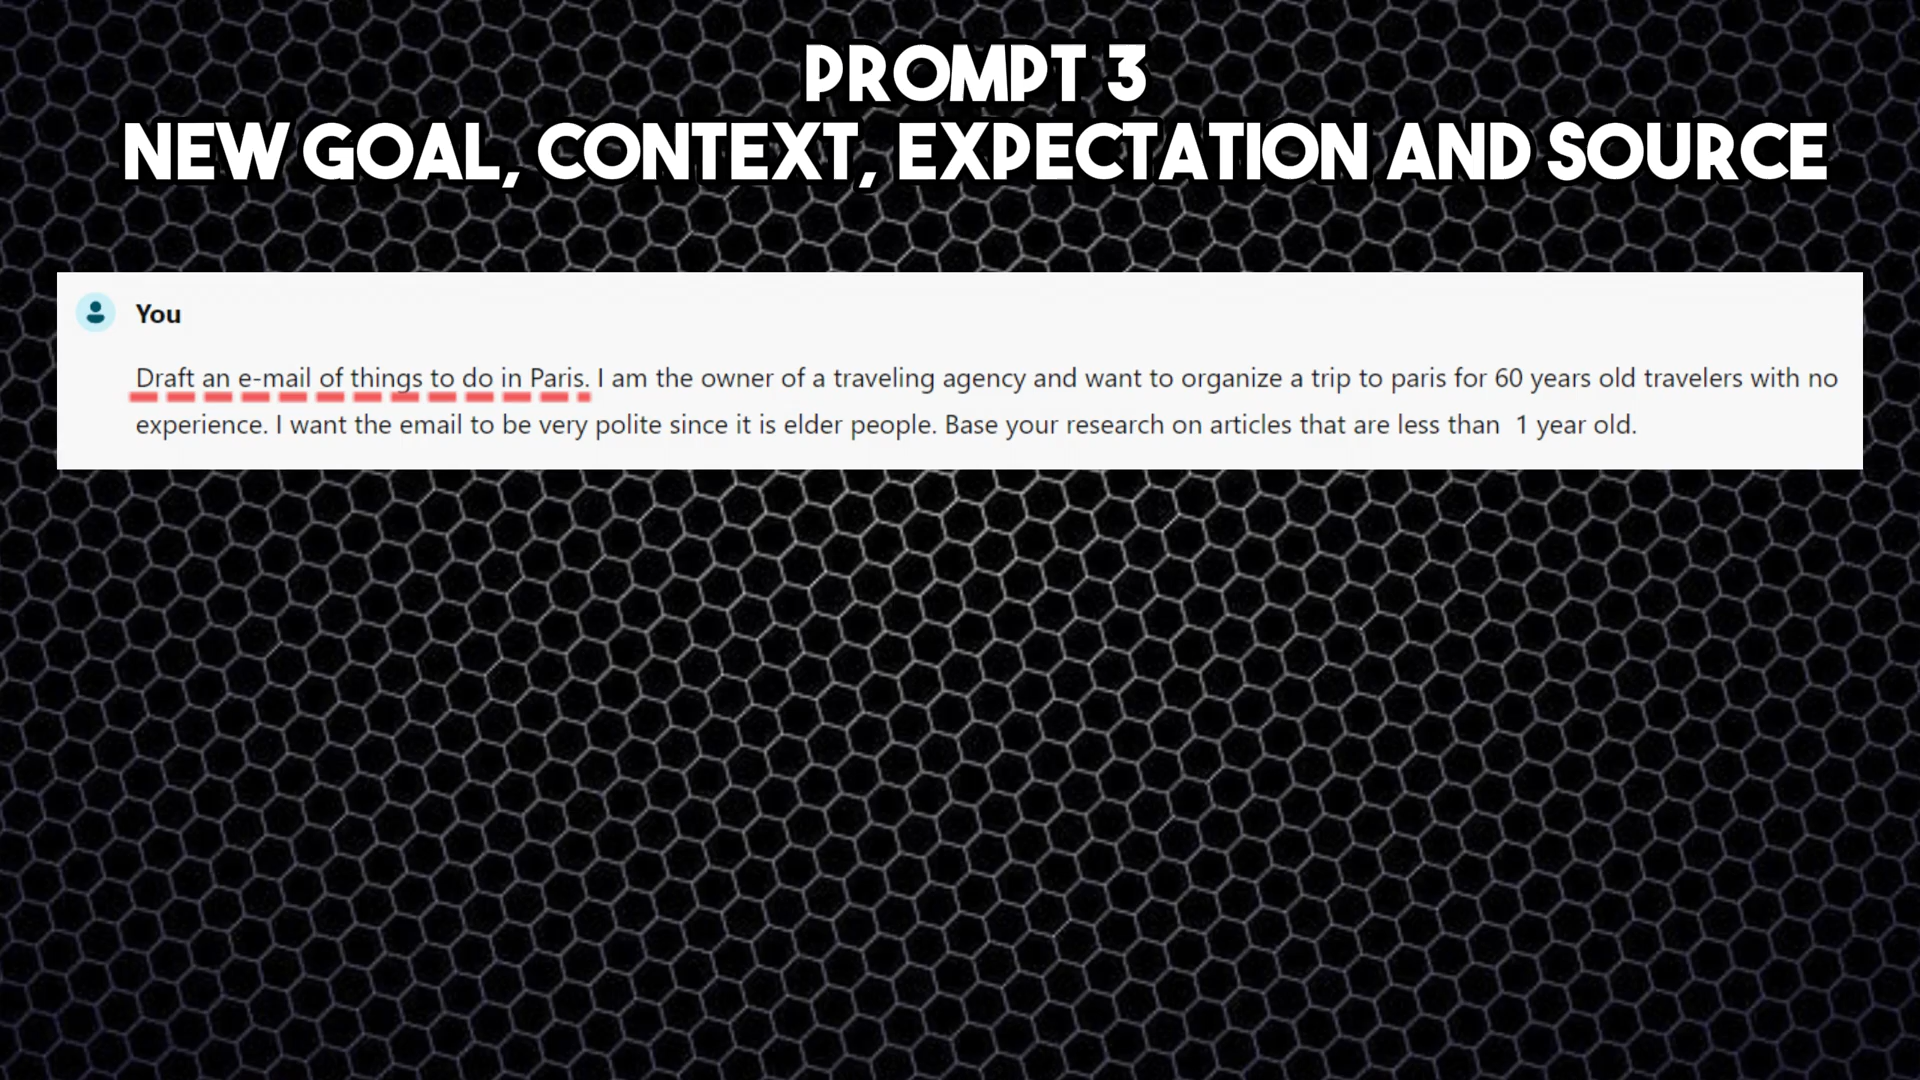 PROMPT 3
NEW GOAL, CONTEXT, EXPECTATION AND SOURCE
You
Draft an e-mail of things to do in Paris. I am the owner of a traveling agency and want to organize a trip to paris for 60 years old travelers with no
experience. I want the email to be very polite since it is elder people. Base your research on articles that are less than  1 year old.